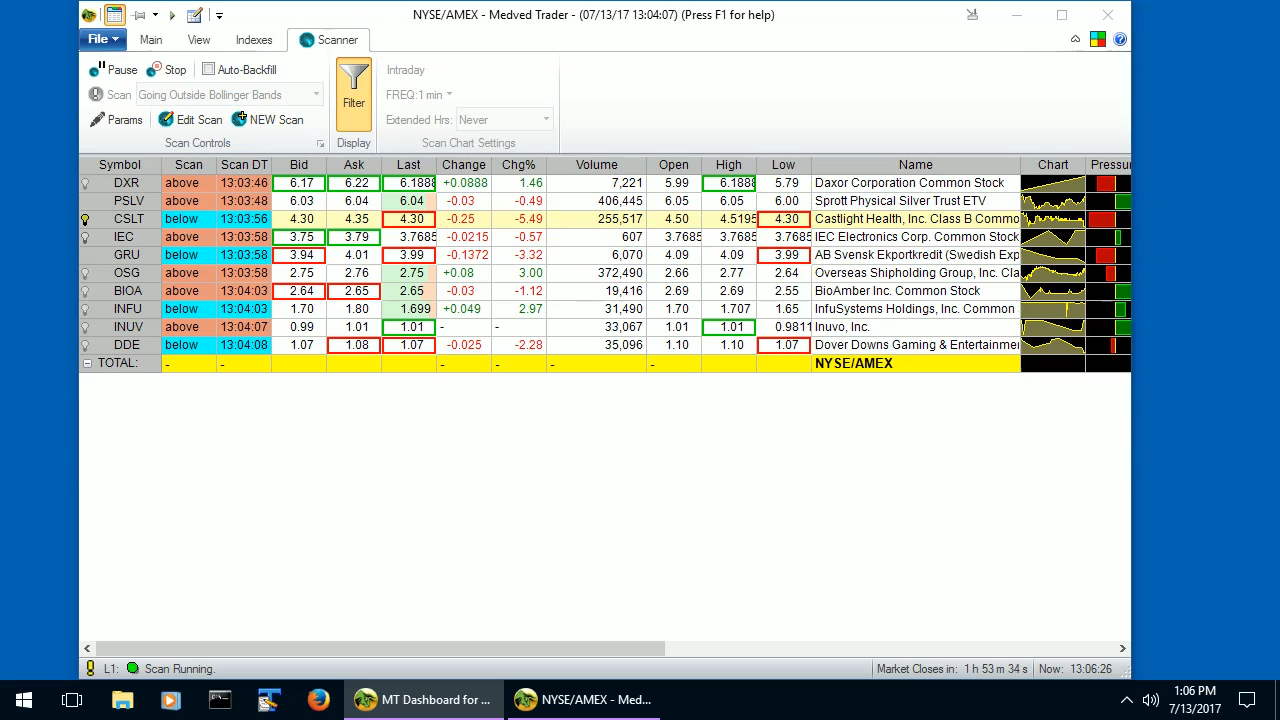 NYSE/AMEX - Medved Trader - (07/13/17 13:04:07) (Press F1 for help)
File Main View Indexes Scanner
Pause Stop Auto-Backfill Intraday
Scan Going Outside Bollinger Bands Filter FREQ:1 min
Params Edit Scan NEW Scan Extended Hrs: Never
Scan Controls Display Scan Chart Settings
Symbol Scan Scan DT Bid Ask Last Change Chg% Volume Open High Low Name Chart Pressu
DXR above 13:03:46 6.17 6.22 6.1888 +0.0888 1.46 7,221 5.99 6.1888 5.79 Daxor Corporation Common Stock
PSLV above 13:03:48 6.03 6.04 6.04 -0.03 -0.49 406,445 6.05 6.05 6.00 Sprott Physical Silver Trust ETV
CSLT below 13:03:56 4.30 4.35 4.30 -0.25 -5.49 255,517 4.50 4.5195 4.30 Castlight Health, Inc. Class B Commo
IEC above 13:03:58 3.75 3.79 3.7685 -0.0215 -0.57 607 3.7685 3.7685 3.7685 IEC Electronics Corp. Common Stock
GRU below 13:03:58 3.94 4.01 3.99 -0.1372 -3.32 6,070 4.09 4.09 3.99 AB Svensk Ekportkredit (Swedish Exp
OSG above 13:03:58 2.75 2.76 2.75 +0.08 3.00 372,490 2.66 2.77 2.64 Overseas Shipholding Group, Inc. Cla
BIOA above 13:04:03 2.64 2.65 2.65 -0.03 -1.12 19,416 2.69 2.69 2.55 BioAmber Inc. Common Stock
INFU below 13:04:03 1.70 1.80 1.699 +0.049 2.97 31,490 1.70 1.707 1.65 InfuSystems Holdings, Inc. Common
INUV above 13:04:07 0.99 1.01 1.01 - - 33,067 1.01 1.01 0.9811 Inuvo, Inc.
DDE below 13:04:08 1.07 1.08 1.07 -0.025 -2.28 35,096 1.10 1.10 1.07 Dover Downs Gaming & Entertainme
TOTAL: - - - - - - NYSE/AMEX
L1: Scan Running. Market Closes in: 1 h 53 m 34 s Now: 13:06:26
MT Dashboard for ... NYSE/AMEX - Med... 1:06 PM
7/13/2017